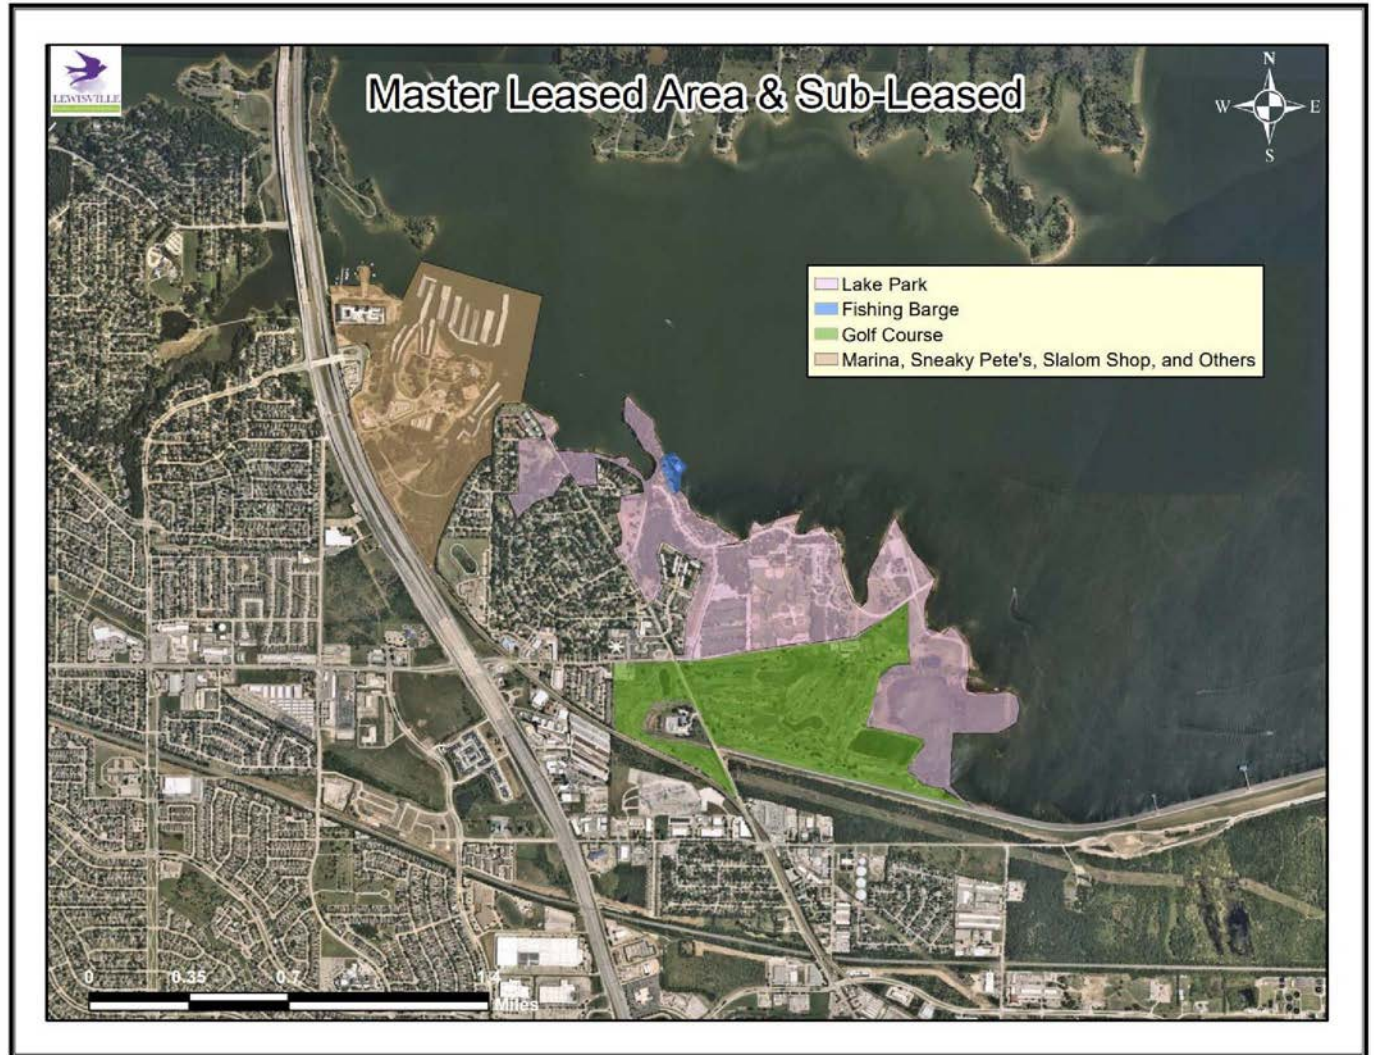 LEWISVILLE
Master Leased Area & Sub-Leased
N
W
E
S
Lake Park
Fishing Barge
Golf Course
Marina, Sneaky Pete's, Slalom Shop, and Others
0 0.35 0.7 1.4
Miles